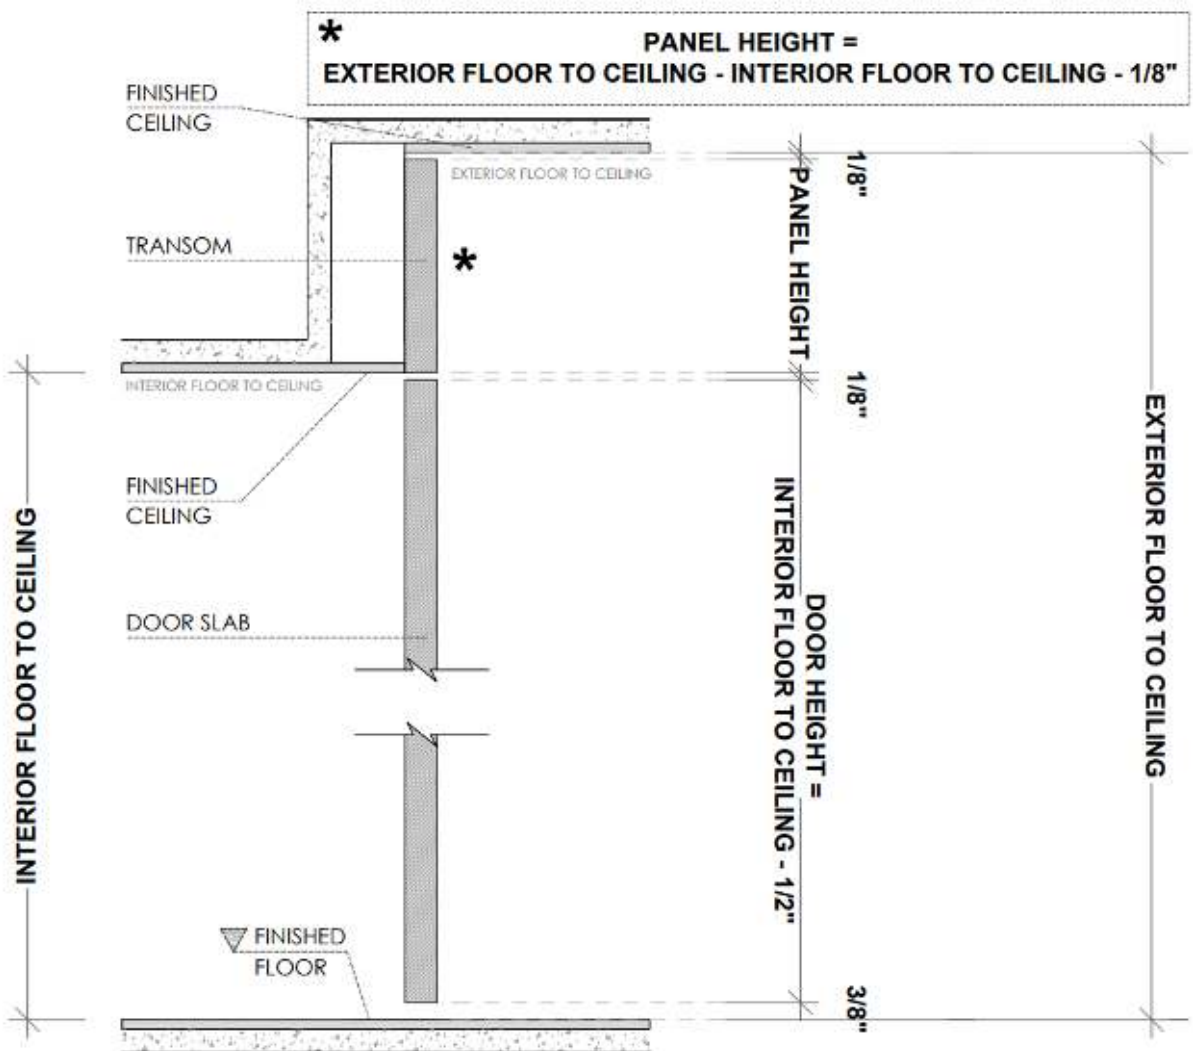 *
PANEL HEIGHT =
EXTERIOR FLOOR TO CEILING - INTERIOR FLOOR TO CEILING - 1/8"
FINISHED
CEILING
EXTERIOR FLOOR TO CEILING
1/8"
PANEL HEIGHT
TRANSOM
*
INTERIOR FLOOR TO CEILING
1/8"
FINISHED
CEILING
INTERIOR FLOOR TO CEILING
DOOR SLAB
DOOR HEIGHT =
INTERIOR FLOOR TO CEILING - 1/2"
EXTERIOR FLOOR TO CEILING
FINISHED
FLOOR
3/8"